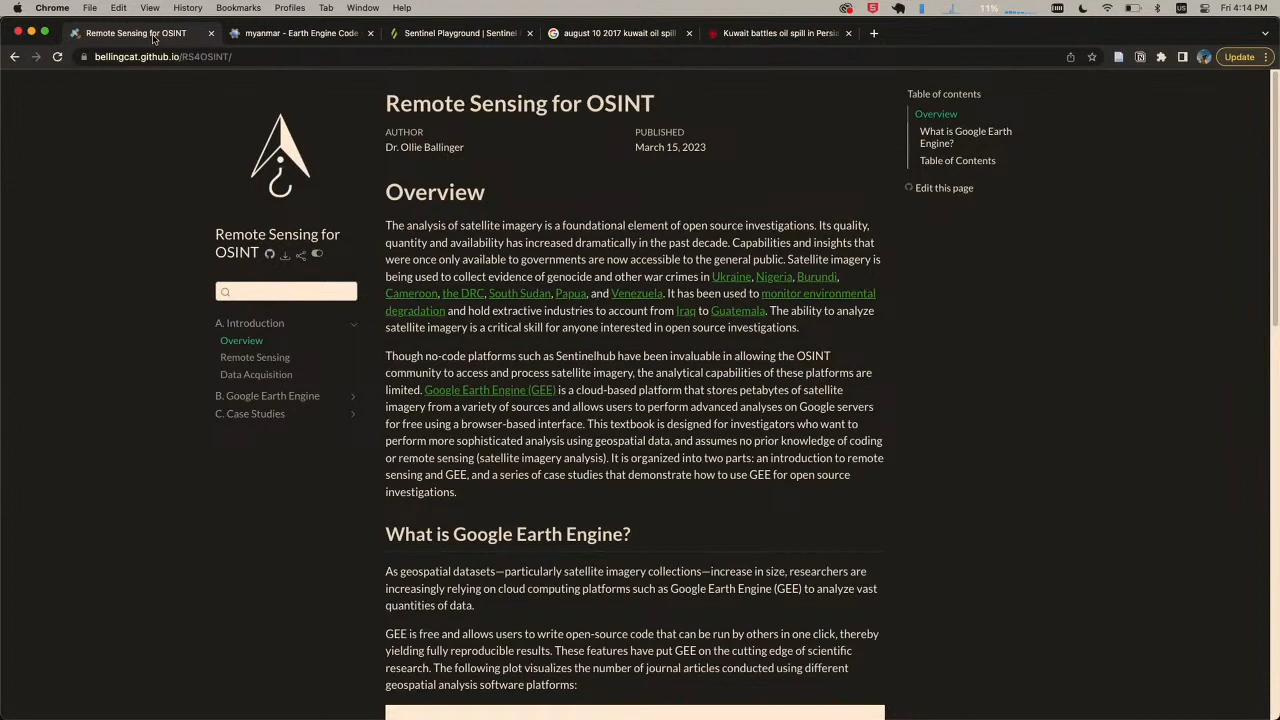 Chrome File Edit View History Bookmarks Profiles Tab Window Help
11%
US
Fri 4:14 PM
Remote Sensing for OSINT
myanmar - Earth Engine Code
Sentinel Playground | Sentinel
august 10 2017 kuwait oil spill
Kuwait battles oil spill in Persia
bellingcat.github.io/RS4OSINT/
Update
Remote Sensing for
OSINT
A. Introduction
Overview
Remote Sensing
Data Acquisition
B. Google Earth Engine
C. Case Studies
Remote Sensing for OSINT
AUTHOR
Dr. Ollie Ballinger
PUBLISHED
March 15, 2023
Overview
The analysis of satellite imagery is a foundational element of open source investigations. Its quality,
quantity and availability has increased dramatically in the past decade. Capabilities and insights that
were once only available to governments are now accessible to the general public. Satellite imagery is
being used to collect evidence of genocide and other war crimes in Ukraine, Nigeria, Burundi,
Cameroon, the DRC, South Sudan, Papua, and Venezuela. It has been used to monitor environmental
degradation and hold extractive industries to account from Iraq to Guatemala. The ability to analyze
satellite imagery is a critical skill for anyone interested in open source investigations.
Though no-code platforms such as Sentinelhub have been invaluable in allowing the OSINT
community to access and process satellite imagery, the analytical capabilities of these platforms are
limited. Google Earth Engine (GEE) is a cloud-based platform that stores petabytes of satellite
imagery from a variety of sources and allows users to perform advanced analyses on Google servers
for free using a browser-based interface. This textbook is designed for investigators who want to
perform more sophisticated analysis using geospatial data, and assumes no prior knowledge of coding
or remote sensing (satellite imagery analysis). It is organized into two parts: an introduction to remote
sensing and GEE, and a series of case studies that demonstrate how to use GEE for open source
investigations.
What is Google Earth Engine?
As geospatial datasets—particularly satellite imagery collections—increase in size, researchers are
increasingly relying on cloud computing platforms such as Google Earth Engine (GEE) to analyze vast
quantities of data.
GEE is free and allows users to write open-source code that can be run by others in one click, thereby
yielding fully reproducible results. These features have put GEE on the cutting edge of scientific
research. The following plot visualizes the number of journal articles conducted using different
geospatial analysis software platforms:
Table of contents
Overview
What is Google Earth
Engine?
Table of Contents
Edit this page